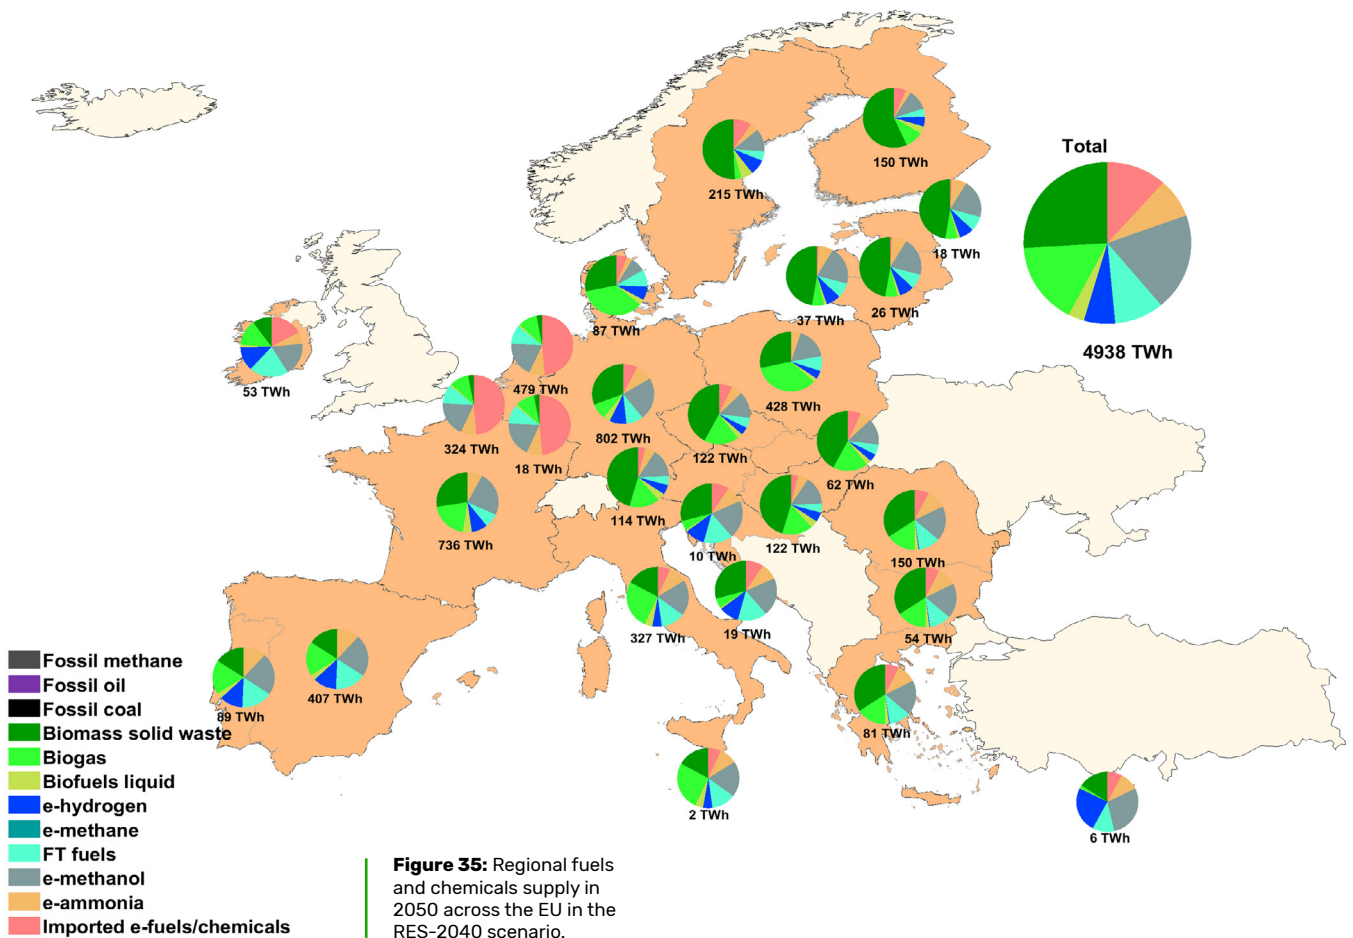 Total
150 TWh
215 TWh
18 TWh
87 TWh
37 TWh
26 TWh
4938 TWh
53 TWh
479 TWh
428 TWh
324 TWh
18 TWh
802 TWh
122 TWh
62 TWh
114 TWh
736 TWh
10 TWh
122 TWh
150 TWh
327 TWh
19 TWh
54 TWh
407 TWh
89 TWh
81 TWh
2 TWh
6 TWh
Fossil methane
Fossil oil
Fossil coal
Biomass solid waste
Biogas
Biofuels liquid
e-hydrogen
e-methane
FT fuels
e-methanol
e-ammonia
Imported e-fuels/chemicals
Figure 35: Regional fuels
and chemicals supply in
2050 across the EU in the
RES-2040 scenario.